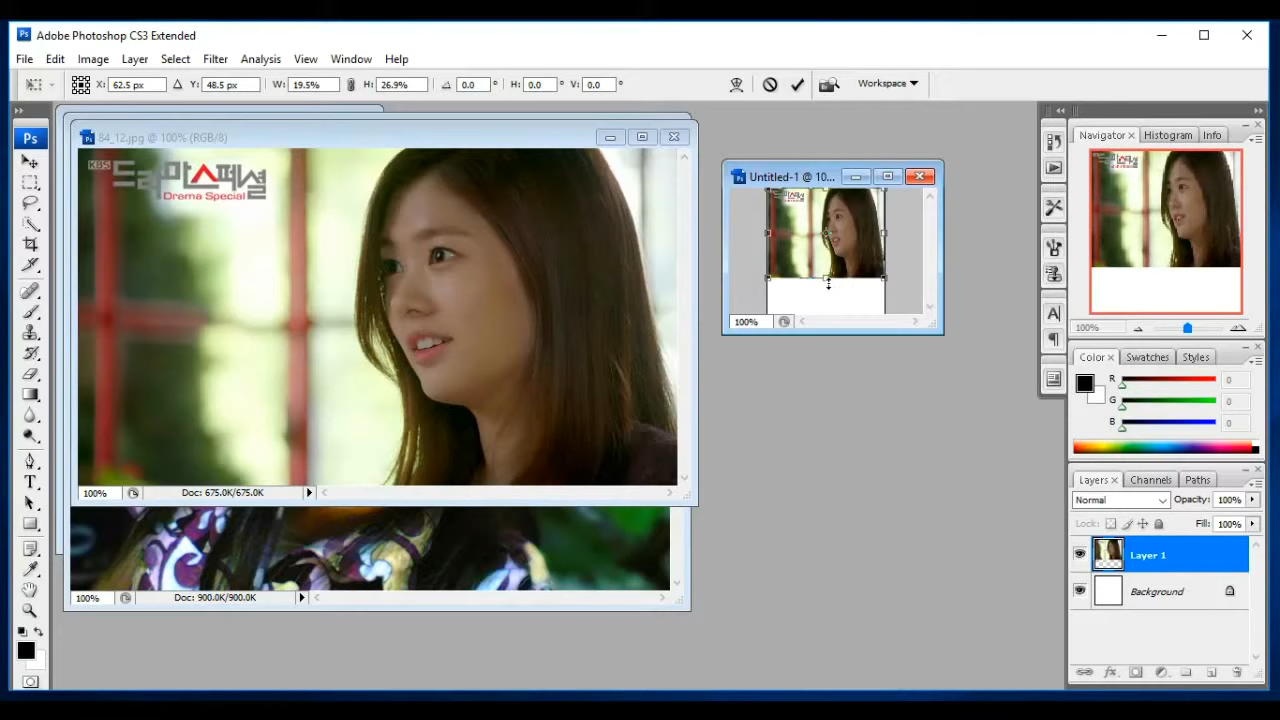 Adobe Photoshop CS3 Extended
File Edit Image Layer Select Filter Analysis View Window Help
X: 62.5 px Y: 48.5 px W: 19.5% H: 26.9% 0.0 ° H: 0.0 V: 0.0 ° Workspace
84_12.jpg @ 100% (RGB/8)
KBS 드라마스페셜
Drama Special
100% Doc: 675.0K/675.0K
100% Doc: 900.0K/900.0K
Untitled-1 @ 10...
100%
Ps
T
A
Navigator Histogram Info
100%
Color Swatches Styles
R 0
G 0
B 0
Layers Channels Paths
Normal Opacity: 100%
Lock: Fill: 100%
Layer 1
Background